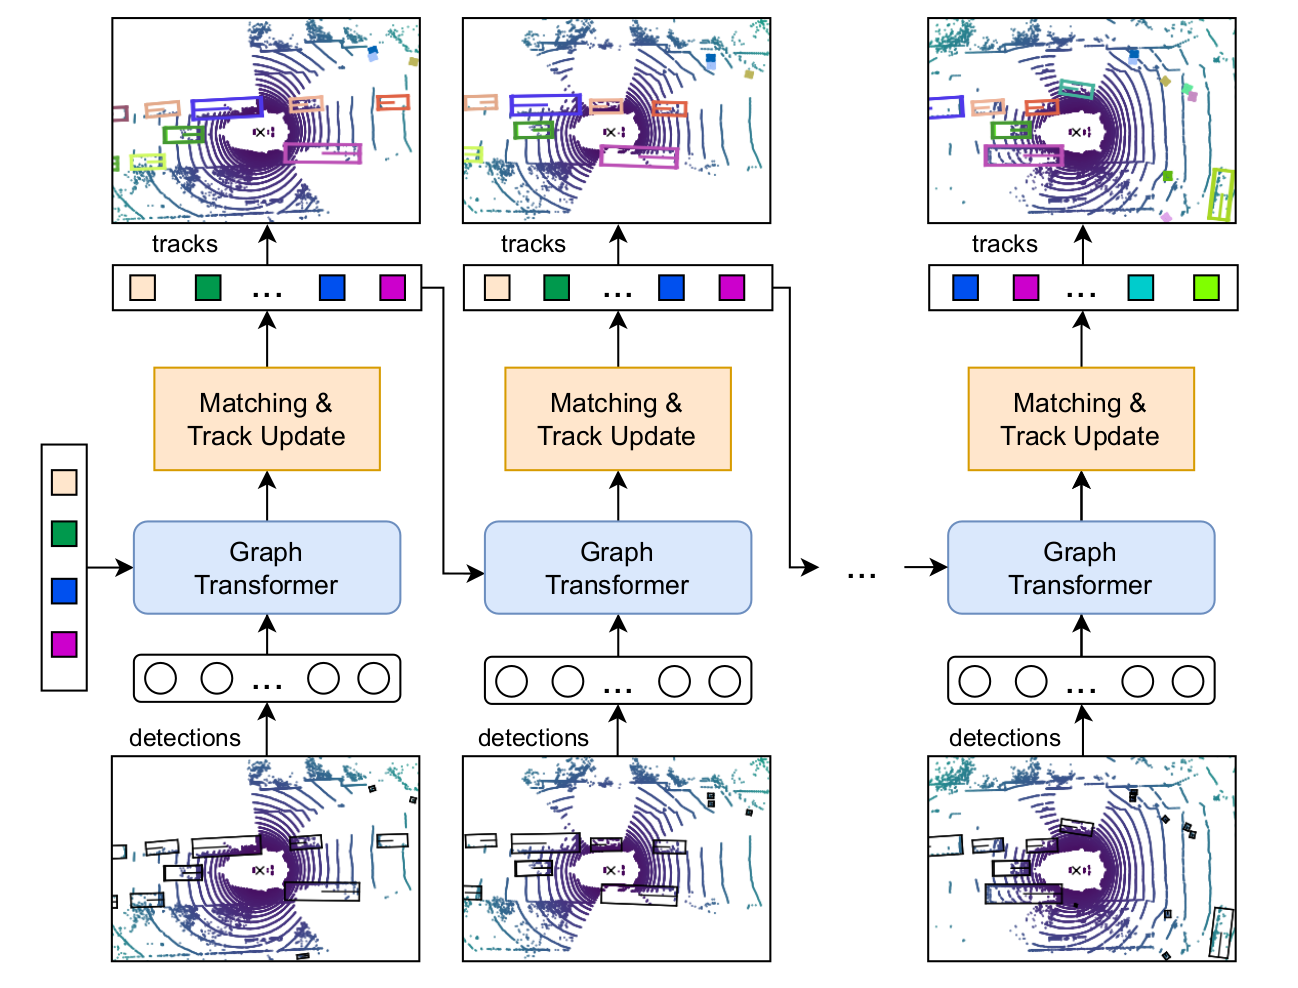 tracks
tracks
tracks
...
...
...
Matching &
Track Update
Matching &
Track Update
Matching &
Track Update
Graph
Transformer
Graph
Transformer
...
Graph
Transformer
...
...
...
detections
detections
detections